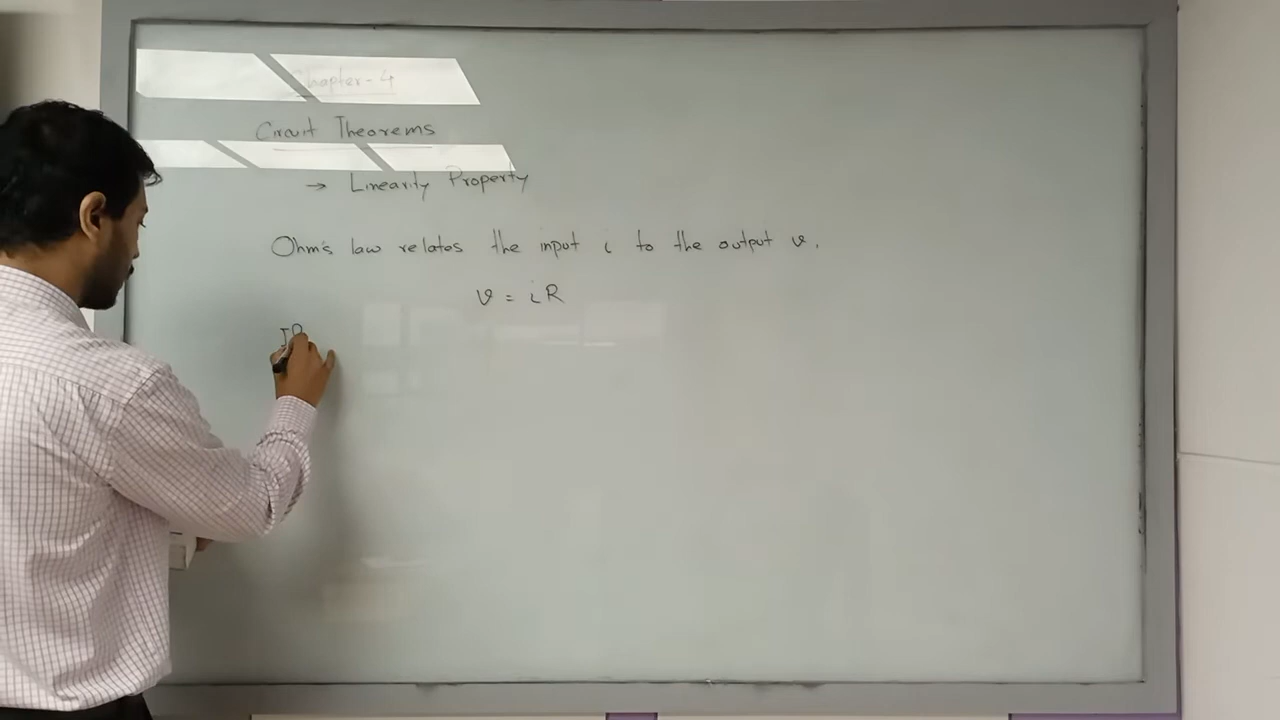 Chapter-4
Circuit Theorems
→ Linearity Property
Ohm's law relates the input i to the output v.
v = iR